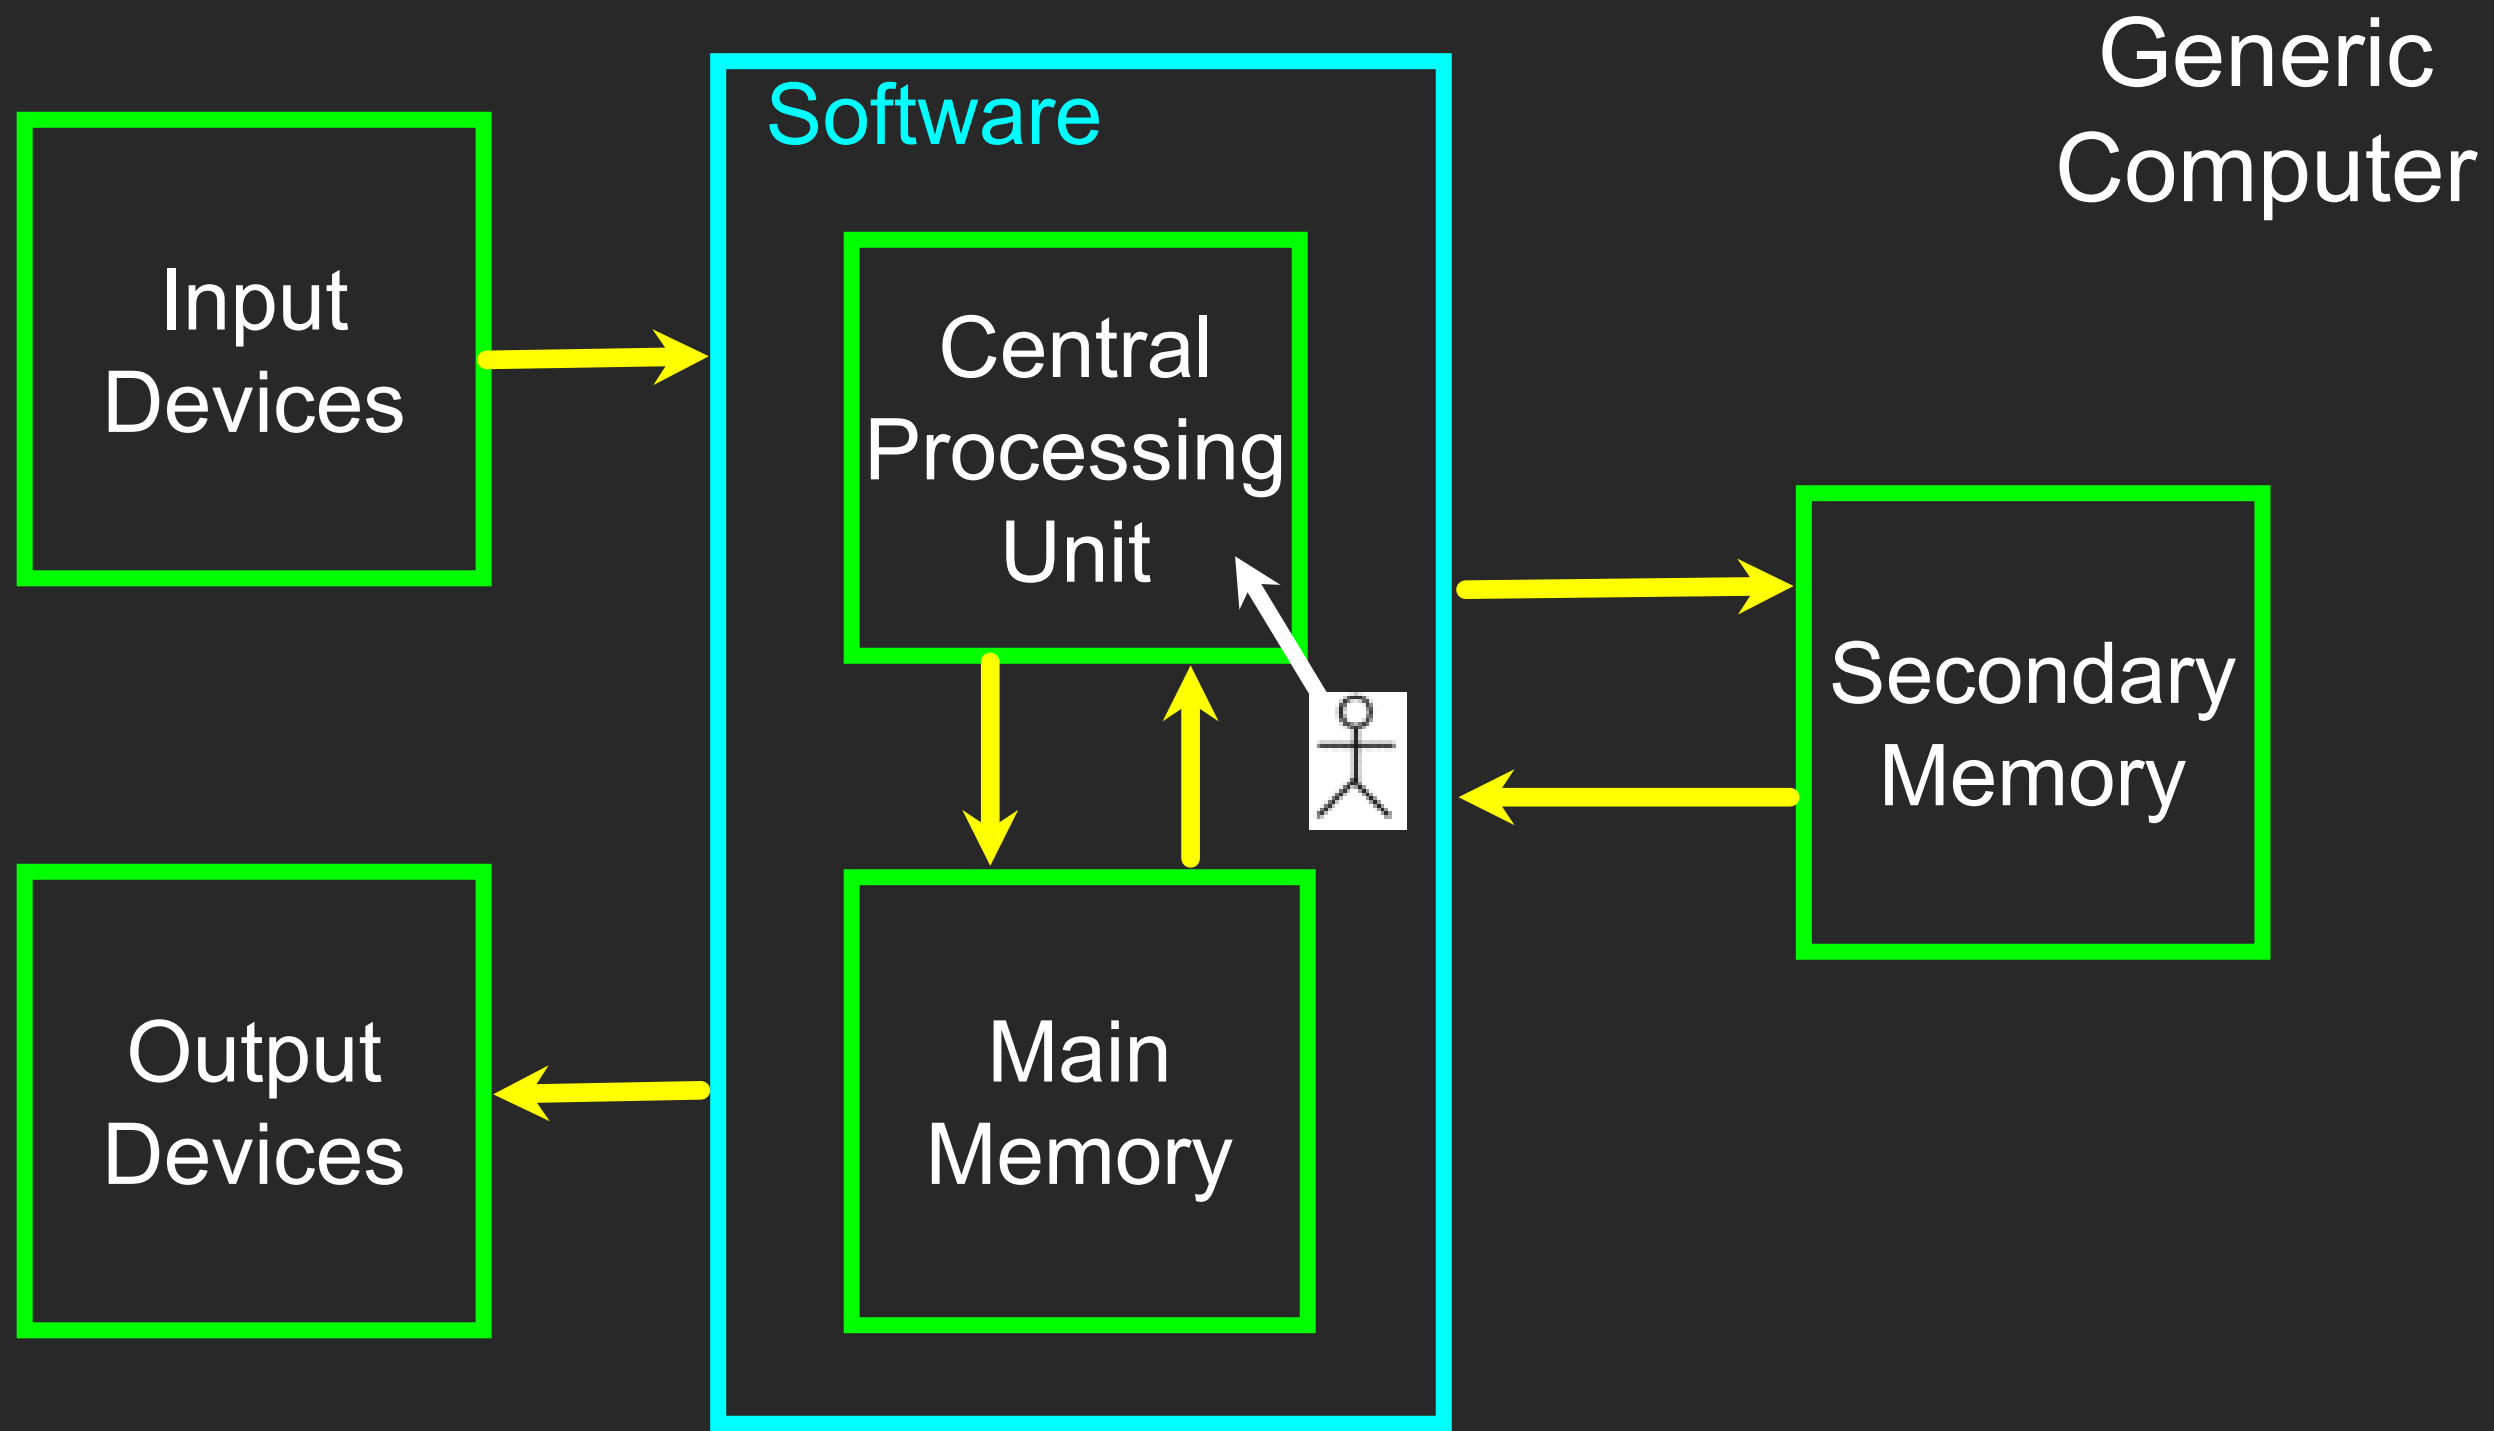 Generic
Computer
Software
Input
Devices
Central
Processing
Unit
Secondary
Memory
Output
Devices
Main
Memory